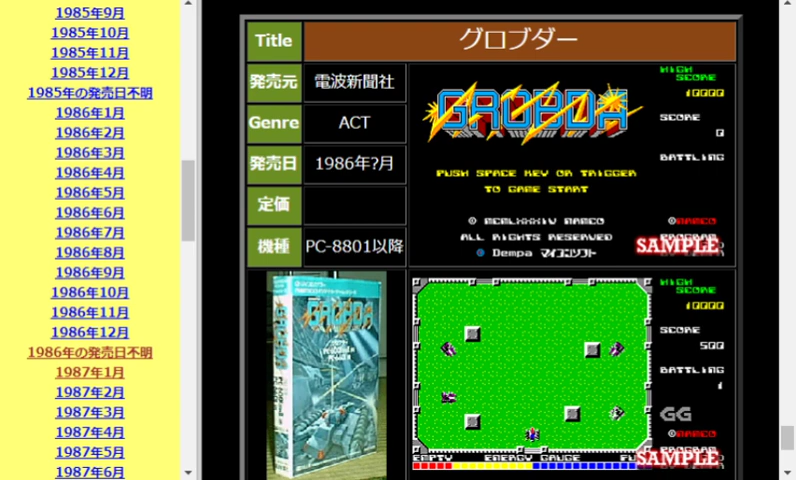 1985年9月
1985年10月
1985年11月
1985年12月
1985年の発売日不明
1986年1月
1986年2月
1986年3月
1986年4月
1986年5月
1986年6月
1986年7月
1986年8月
1986年9月
1986年10月
1986年11月
1986年12月
1986年の発売日不明
1987年1月
1987年2月
1987年3月
1987年4月
1987年5月
1987年6月
Title グロブダー
発売元 電波新聞社
Genre ACT
発売日 1986年?月
定価
機種 PC-8801以降
GROBDA
PUSH SPACE KEY OR TRIGGER
TO GAME START
© MCMLXXXIV NAMCO
ALL RIGHTS RESERVED
Dempa マイコンソフト
HIGH
SCORE
10000
SCORE
0
BATTLING
©NAMCO
PROGRAM
SAMPLE
GROBDA
HIGH
SCORE
10000
SCORE
500
BATTLING
1
GG
©NAMCO
PROGRAM
SAMPLE
EMPTY ENERGY GAUGE